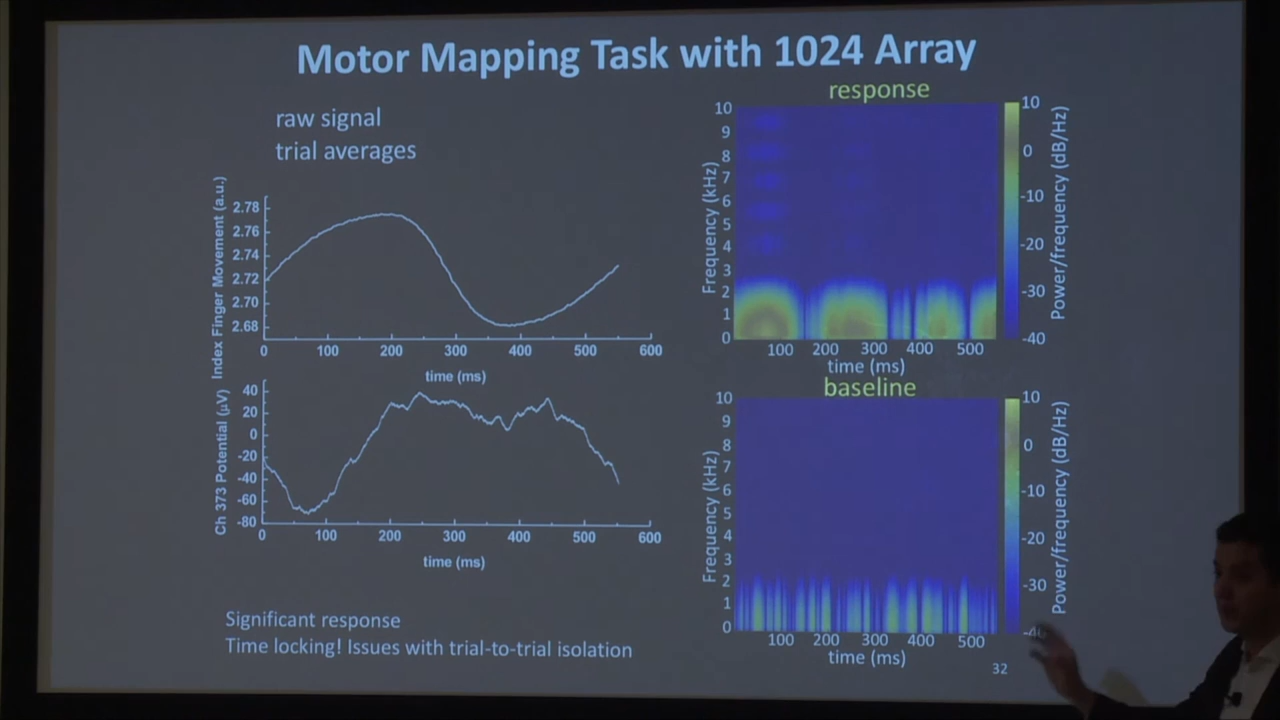 Motor Mapping Task with 1024 Array
raw signal
trial averages
Index Finger Movement (a.u.)
2.78
2.76
2.74
2.72
2.70
2.68
0 100 200 300 400 500 600
time (ms)
Ch 373 Potential (µV)
40
20
0
-20
-40
-60
-80
0 100 200 300 400 500 600
time (ms)
Significant response
Time locking! Issues with trial-to-trial isolation
response
Frequency (kHz)
10
9
8
7
6
5
4
3
2
1
0
100 200 300 400 500
time (ms)
10
0
-10
-20
-30
-40
Power/frequency (dB/Hz)
baseline
Frequency (kHz)
10
9
8
7
6
5
4
3
2
1
0
100 200 300 400 500
time (ms)
10
0
-10
-20
-30
-40
Power/frequency (dB/Hz)
32